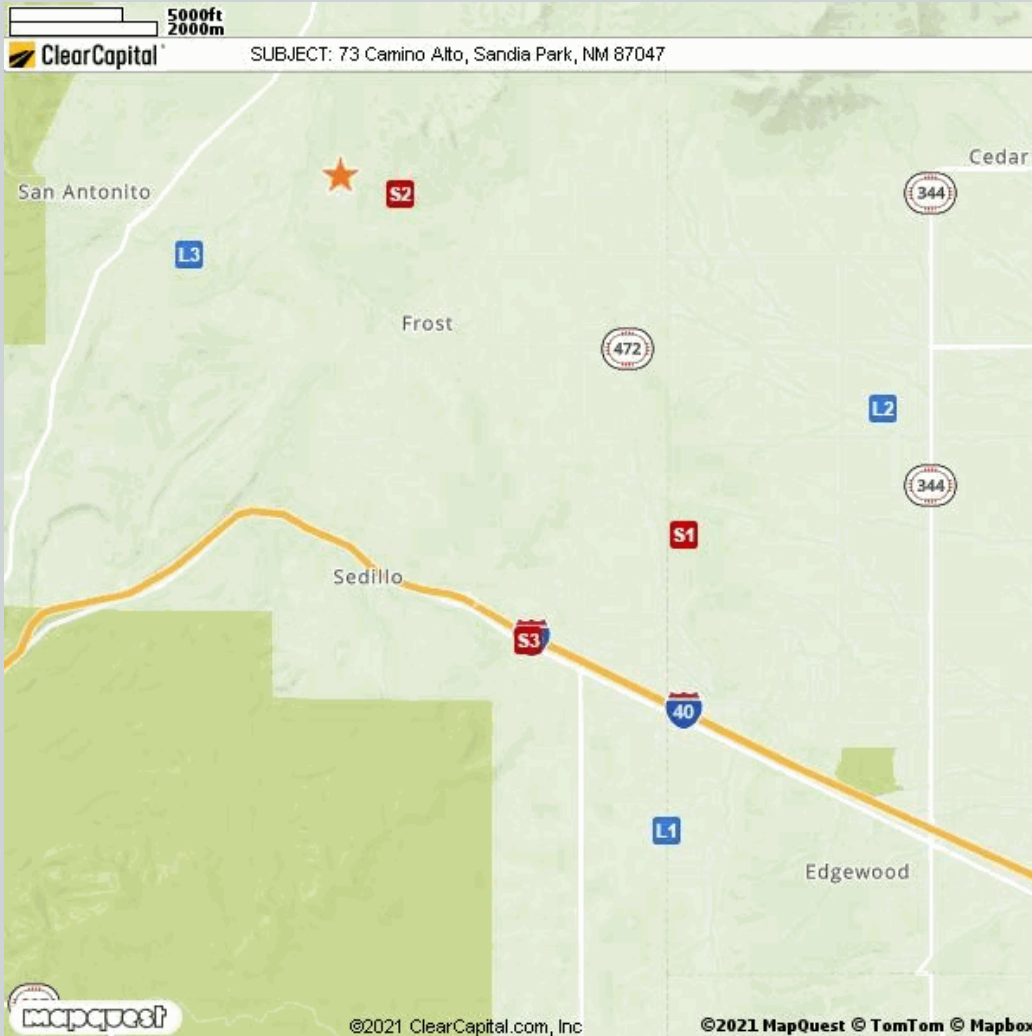 5000ft
2000m
ClearCapital SUBJECT: 73 Camino Alto, Sandia Park, NM 87047
Cedar
San Antonito
S2
344
L3
Frost
472
L2
344
S1
Sedillo
S3
40
L1
Edgewood
mapquest
©2021 ClearCapital.com, Inc
©2021 MapQuest © TomTom © Mapbox